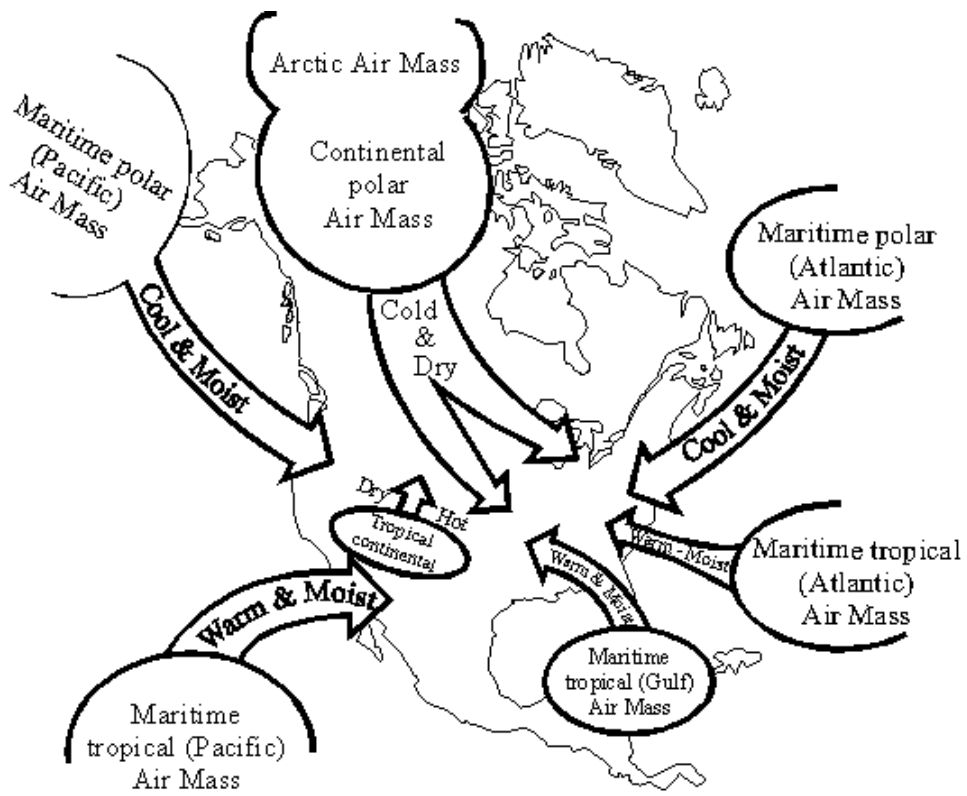 Arctic Air Mass
Continental
polar
Air Mass
Maritime polar
(Pacific)
Air Mass
Maritime polar
(Atlantic)
Air Mass
Cool & Moist
Cold
&
Dry
Cool & Moist
Dry
Hot
Tropical
continental
Warm - Moist
Maritime tropical
(Atlantic)
Air Mass
Warm & Moist
Warm & Moist
Maritime
tropical (Gulf)
Air Mass
Maritime
tropical (Pacific)
Air Mass